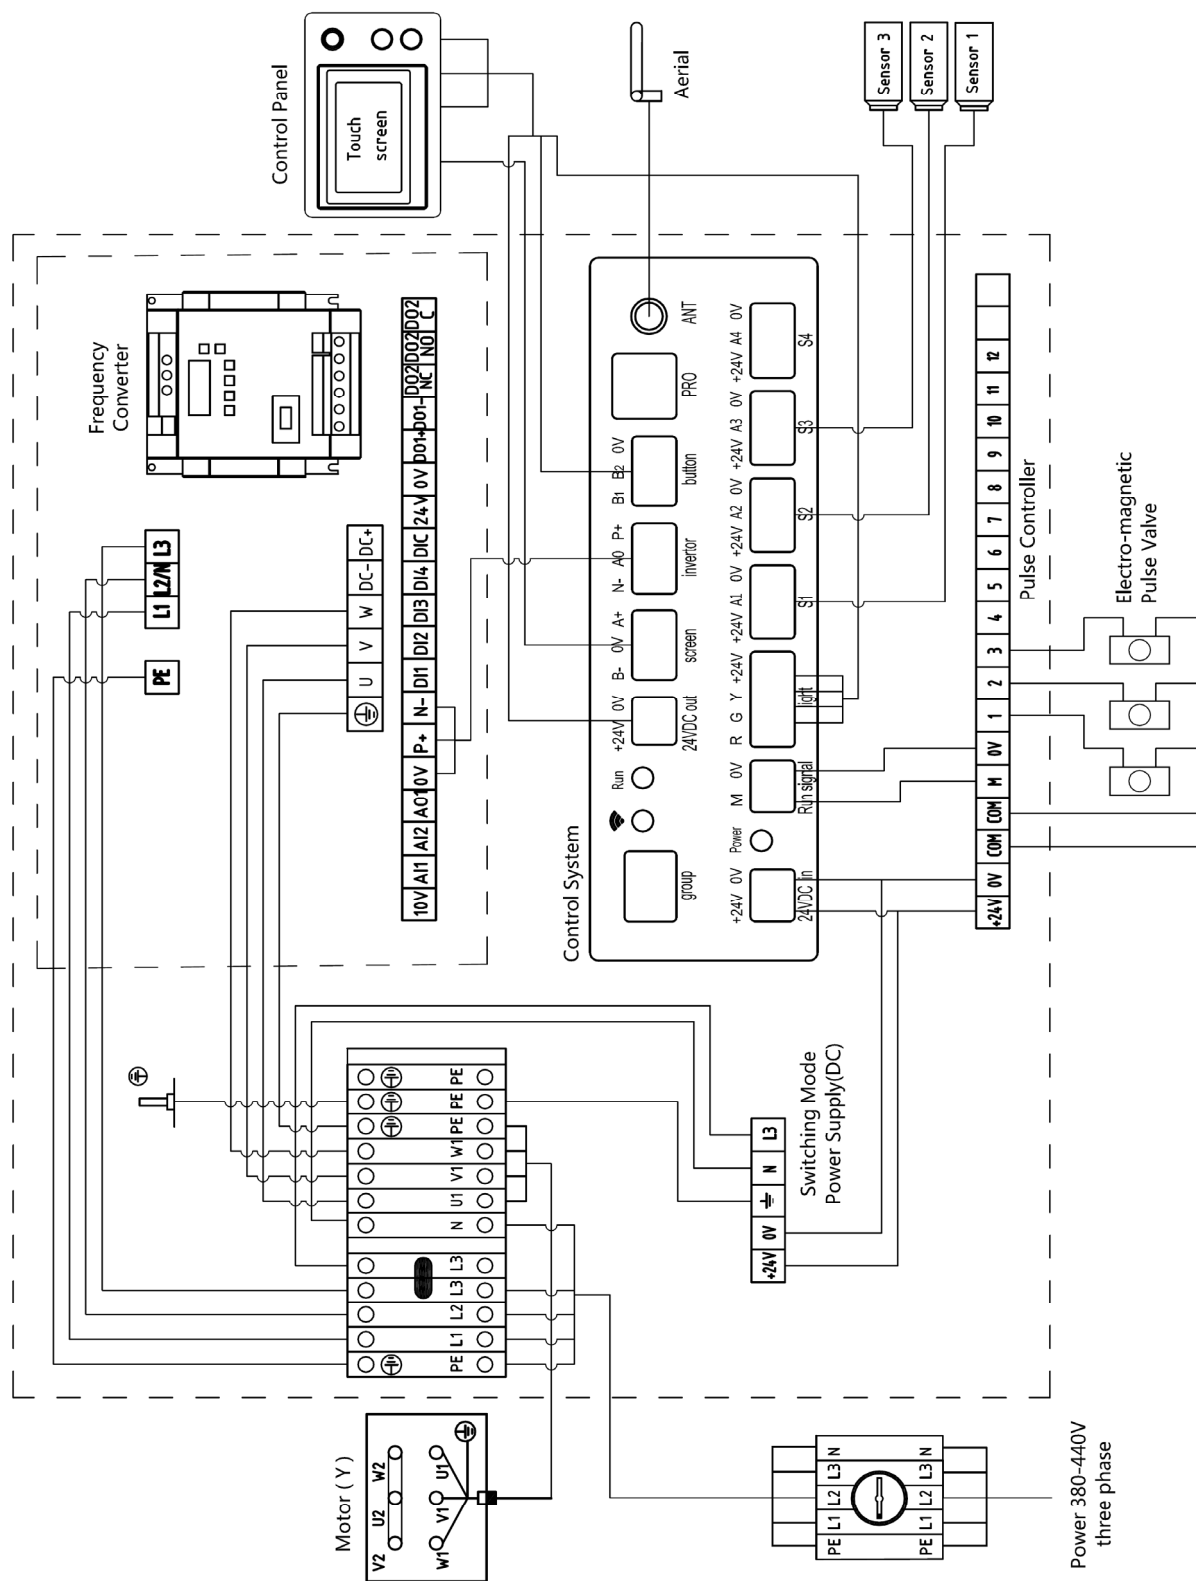 Control Panel
Touch
screen
Aerial
Sensor 3
Sensor 2
Sensor 1
Frequency
Converter
L1 L2/N L3
PE
U V W DC- DC+
10V AI1 AI2 AO1 0V P+ N- DI1 DI2 DI3 DI4 DIC 24V 0V DO1+ DO1- DO2 NC DO2 NO DO2 C
Control System
group
Run
+24V 0V
24VDC out
B- 0V A+
screen
N- A0 P+
invertor
B1 B2 0V
button
PRO
ANT
+24V 0V
24VDC in
Power
M 0V
Run signal
R G Y +24V
light
+24V A1 0V
S1
+24V A2 0V
S2
+24V A3 0V
S3
+24V A4 0V
S4
+24V 0V COM COM M 0V 1 2 3 4 5 6 7 8 9 10 11 12
Pulse Controller
Electro-magnetic
Pulse Valve
PE L1 L2 L3 L3 N U1 V1 W1 PE PE PE
+24V 0V N L3
Switching Mode
Power Supply(DC)
Motor ( Y )
V2 U2 W2
W1 V1 U1
PE L1 L2 L3 N
PE L1 L2 L3 N
Power 380-440V
three phase